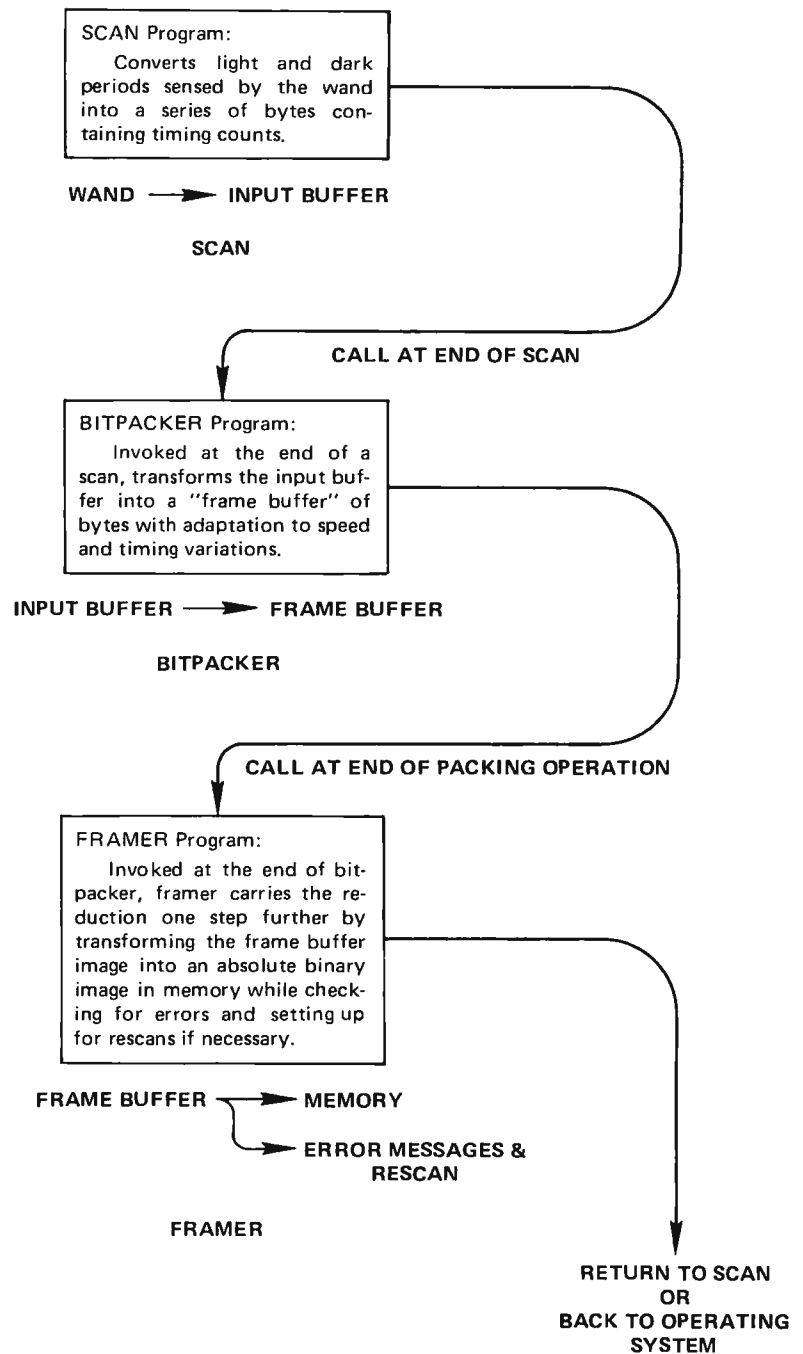 SCAN Program:
Converts light and dark
periods sensed by the wand
into a series of bytes con-
taining timing counts.
WAND → INPUT BUFFER
SCAN
CALL AT END OF SCAN
BITPACKER Program:
Invoked at the end of a
scan, transforms the input buf-
fer into a "frame buffer" of
bytes with adaptation to speed
and timing variations.
INPUT BUFFER → FRAME BUFFER
BITPACKER
CALL AT END OF PACKING OPERATION
FRAMER Program:
Invoked at the end of bit-
packer, framer carries the re-
duction one step further by
transforming the frame buffer
image into an absolute binary
image in memory while check-
ing for errors and setting up
for rescans if necessary.
FRAME BUFFER → MEMORY
ERROR MESSAGES &
RESCAN
FRAMER
RETURN TO SCAN
OR
BACK TO OPERATING
SYSTEM